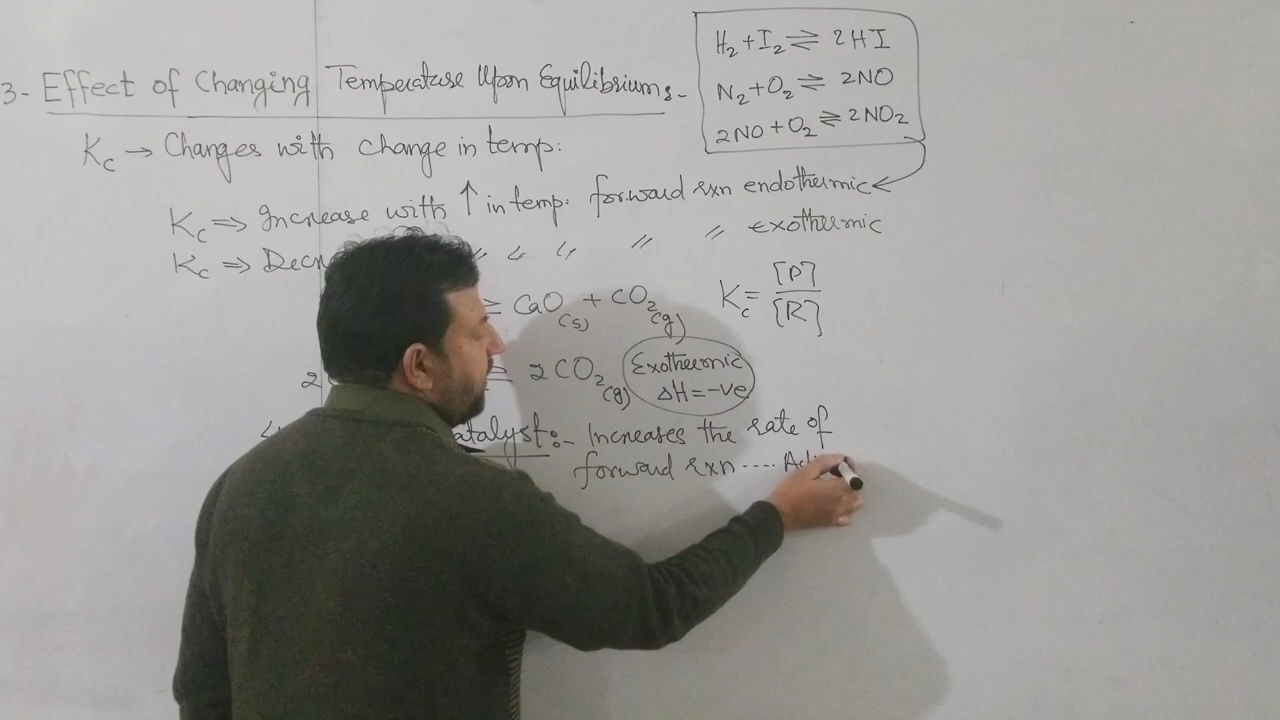 3- Effect of Changing Temperature Upon Equilibrium:-
H₂ + I₂ ⇌ 2HI
N₂ + O₂ ⇌ 2NO
2NO + O₂ ⇌ 2NO₂
Kc → Changes with change in temp:
Kc ⇒ Increase with ↑ in temp: forward rxn endothermic
Kc ⇒ Decr 〃 〃 〃 〃 〃 exothermic
CaO(s) + CO₂(g) Kc = [P]/[R]
2 ⇌ 2CO₂(g) Exothermic
ΔH = -ve
atalyst:- Increases the rate of
forward rxn ----